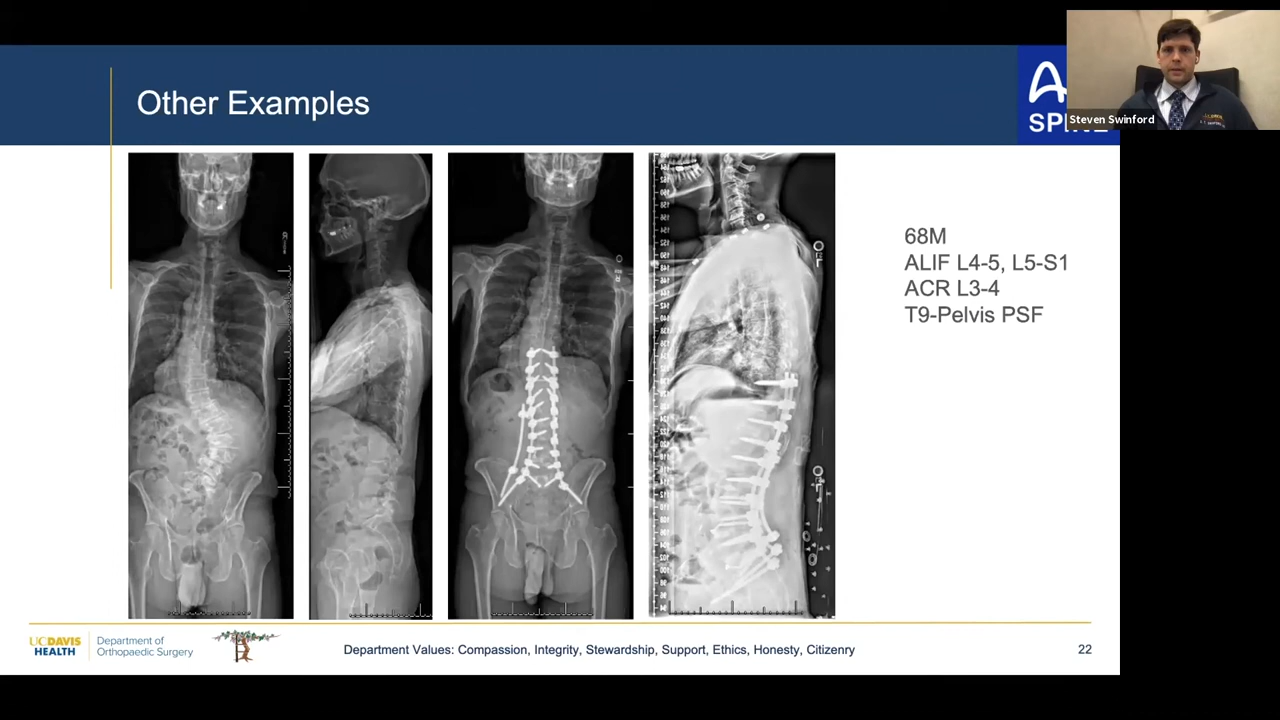 Other Examples
SPINE
Steven Swinford
68M
ALIF L4-5, L5-S1
ACR L3-4
T9-Pelvis PSF
UCDAVIS
HEALTH
Department of
Orthopaedic Surgery
Department Values: Compassion, Integrity, Stewardship, Support, Ethics, Honesty, Citizenry
22